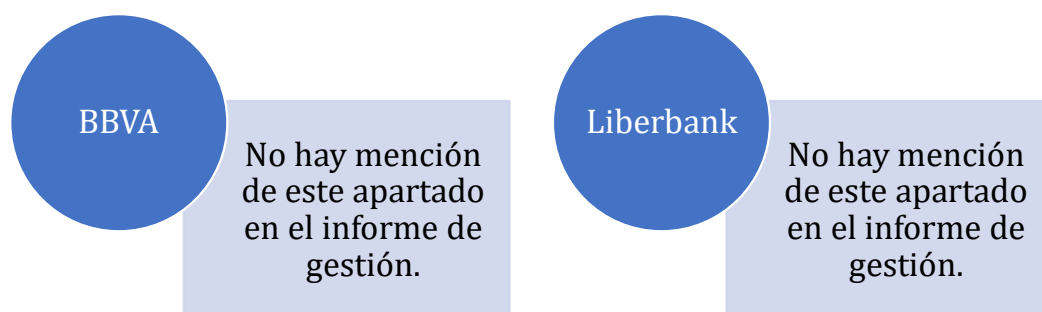 BBVA
No hay mención
de este apartado
en el informe de
gestión.
Liberbank
No hay mención
de este apartado
en el informe de
gestión.